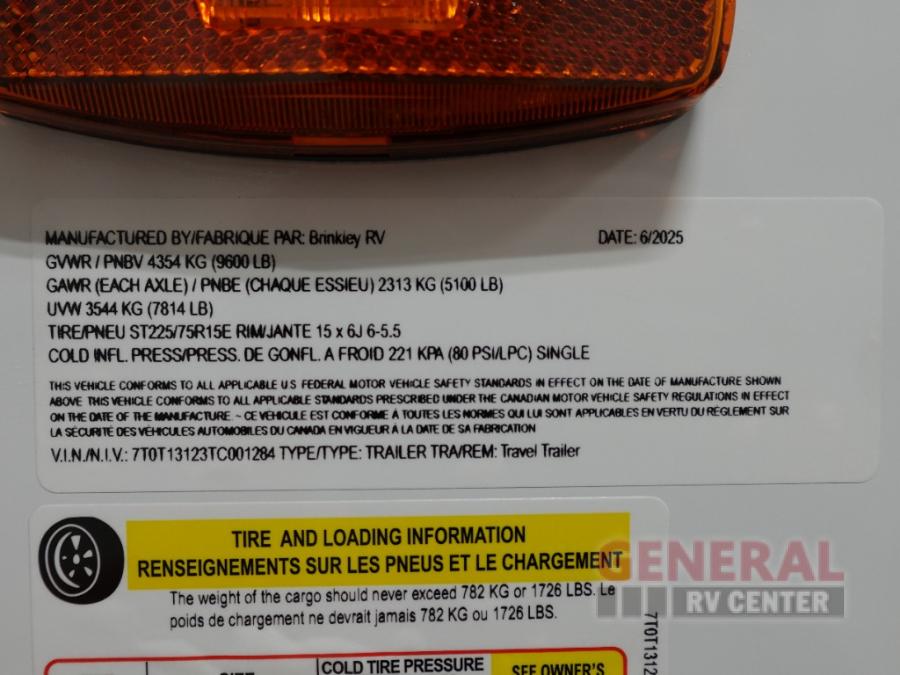 MANUFACTURED BY/FABRIQUE PAR: Brinkley RV DATE: 6/2025
GVWR / PNBV 4354 KG (9600 LB)
GAWR (EACH AXLE) / PNBE (CHAQUE ESSIEU) 2313 KG (5100 LB)
UVW 3544 KG (7814 LB)
TIRE/PNEU ST225/75R15E RIM/JANTE 15 x 6J 6-5.5
COLD INFL. PRESS/PRESS. DE GONFL. A FROID 221 KPA (80 PSI/LPC) SINGLE
THIS VEHICLE CONFORMS TO ALL APPLICABLE U S FEDERAL MOTOR VEHICLE SAFETY STANDARDS IN EFFECT ON THE DATE OF MANUFACTURE SHOWN
ABOVE THIS VEHICLE CONFORMS TO ALL APPLICABLE STANDARDS PRESCRIBED UNDER THE CANADIAN MOTOR VEHICLE SAFETY REGULATIONS IN EFFECT
ON THE DATE OF THE MANUFACTURE ~ CE VEHICULE EST CONFORME À TOUTES LES NORMES QUI LUI SONT APPLICABLES EN VERTU DU RÉGLEMENT SUR
LA SÉCURITÉ DES VÉHICULES AUTOMOBILES DU CANADA EN VIGUEUR À LA DATE DE SA FABRICATION
V.I.N./N.I.V.: 7T0T13123TC001284 TYPE/TYPE: TRAILER TRA/REM: Travel Trailer
TIRE AND LOADING INFORMATION
RENSEIGNEMENTS SUR LES PNEUS ET LE CHARGEMENT
The weight of the cargo should never exceed 782 KG or 1726 LBS. Le
poids de chargement ne devrait jamais 782 KG ou 1726 LBS.
GENERAL
RV CENTER
7T0T1312
COLD TIRE PRESSURE
SIZE
SEE OWNER'S